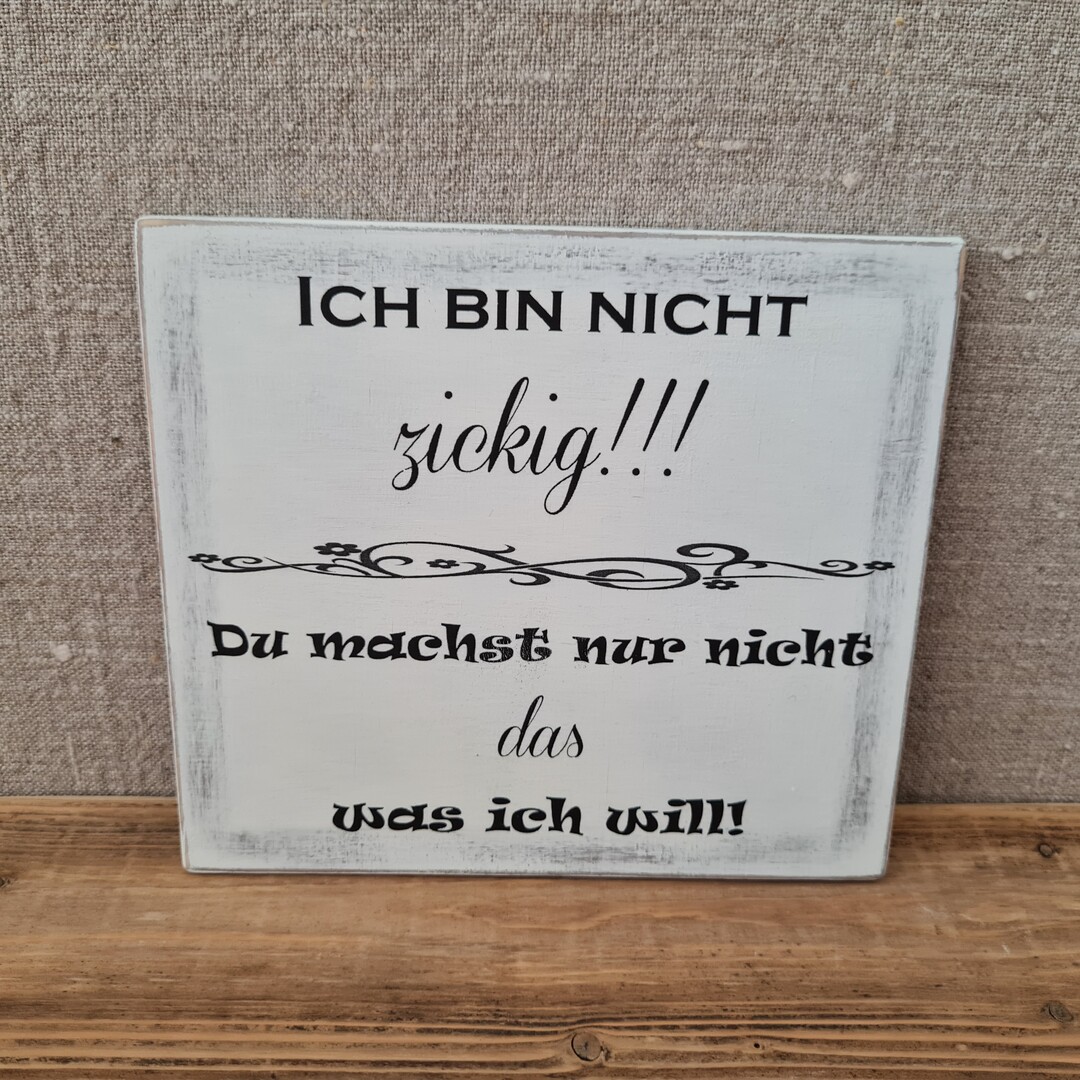 Ich bin nicht
zickig!!!
Du machst nur nicht
das
was ich will!